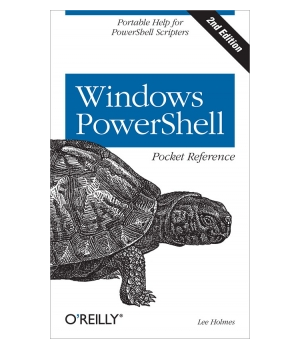 Portable Help for
PowerShell Scripters
2nd Edition
Windows
PowerShell
Pocket Reference
O'REILLY®
Lee Holmes